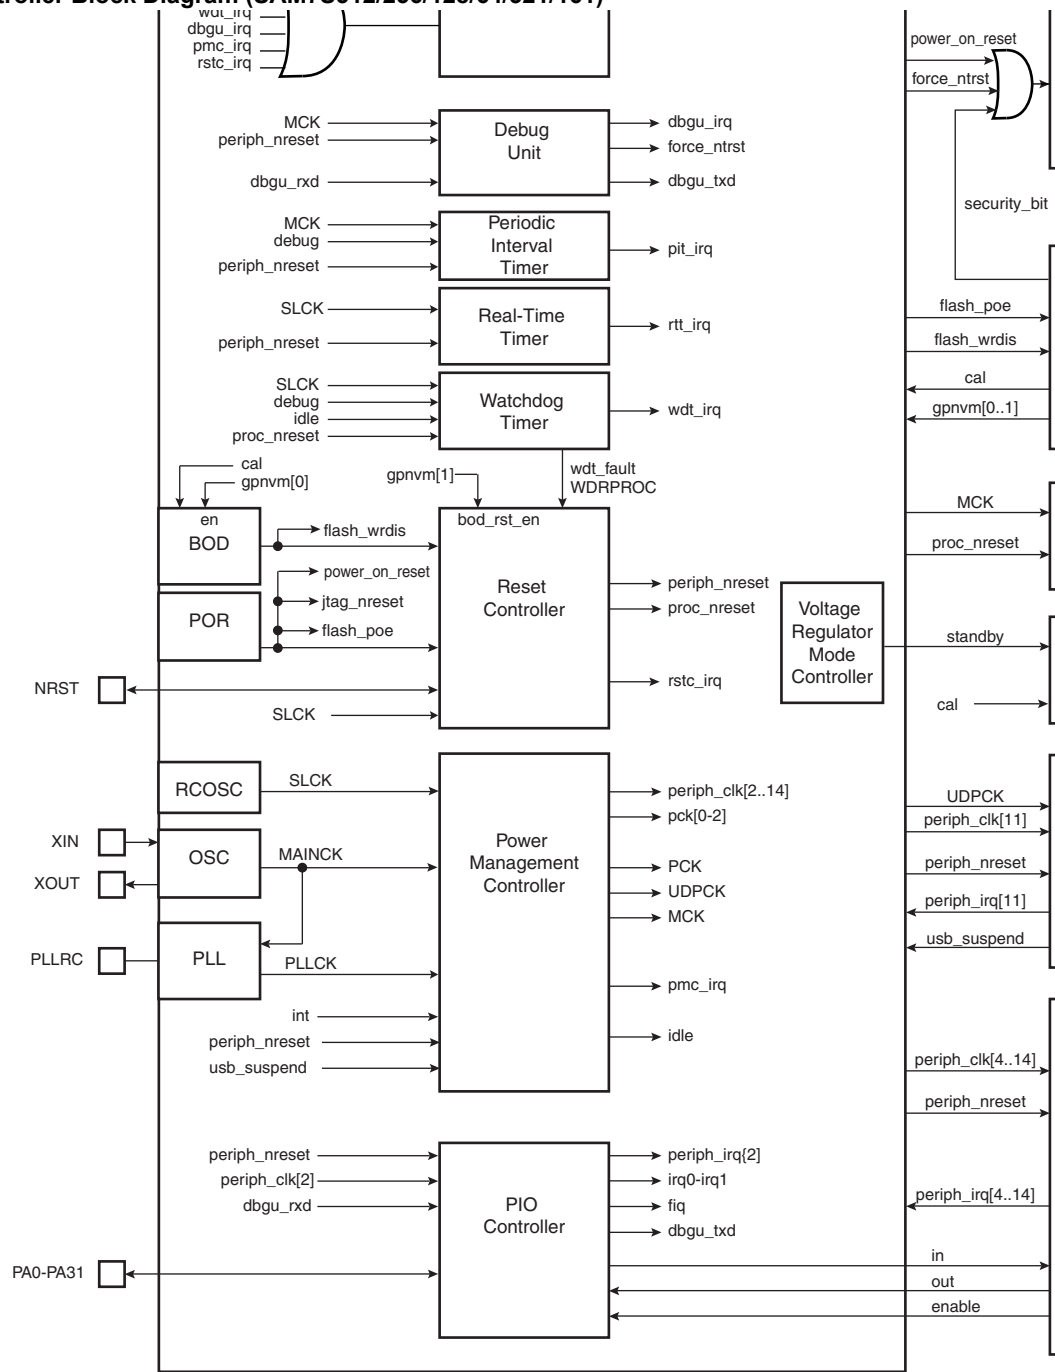 wdt_irq
dbgu_irq
pmc_irq
rstc_irq
power_on_reset
force_ntrst
security_bit
MCK
periph_nreset
dbgu_rxd
Debug
Unit
dbgu_irq
force_ntrst
dbgu_txd
MCK
debug
periph_nreset
Periodic
Interval
Timer
pit_irq
SLCK
periph_nreset
Real-Time
Timer
rtt_irq
flash_poe
flash_wrdis
cal
gpnvm[0..1]
SLCK
debug
idle
proc_nreset
Watchdog
Timer
wdt_irq
cal
gpnvm[0]
gpnvm[1]
wdt_fault
WDRPROC
en
BOD
flash_wrdis
bod_rst_en
power_on_reset
jtag_nreset
flash_poe
POR
Reset
Controller
periph_nreset
proc_nreset
rstc_irq
NRST
SLCK
MCK
proc_nreset
Voltage
Regulator
Mode
Controller
standby
cal
RCOSC
SLCK
XIN
XOUT
OSC
MAINCK
PLLRC
PLL
PLLCK
int
periph_nreset
usb_suspend
Power
Management
Controller
periph_clk[2..14]
pck[0-2]
PCK
UDPCK
MCK
pmc_irq
idle
UDPCK
periph_clk[11]
periph_nreset
periph_irq[11]
usb_suspend
periph_clk[4..14]
periph_nreset
periph_irq[4..14]
periph_nreset
periph_clk[2]
dbgu_rxd
PA0-PA31
PIO
Controller
periph_irq{2]
irq0-irq1
fiq
dbgu_txd
in
out
enable